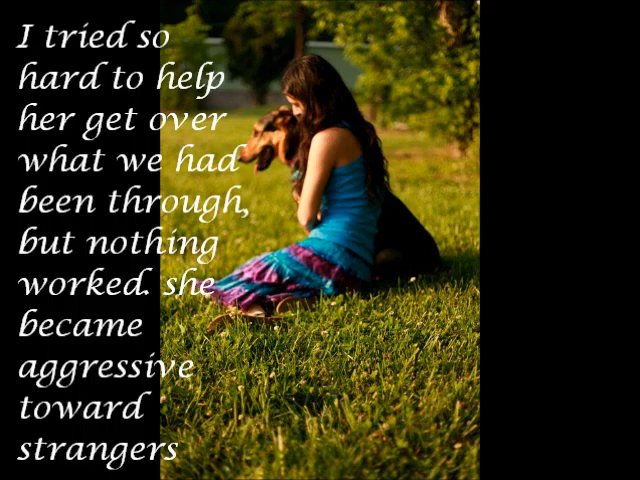 I tried so
hard to help
her get over
what we had
been through,
but nothing
worked. she
became
aggressive
toward
strangers